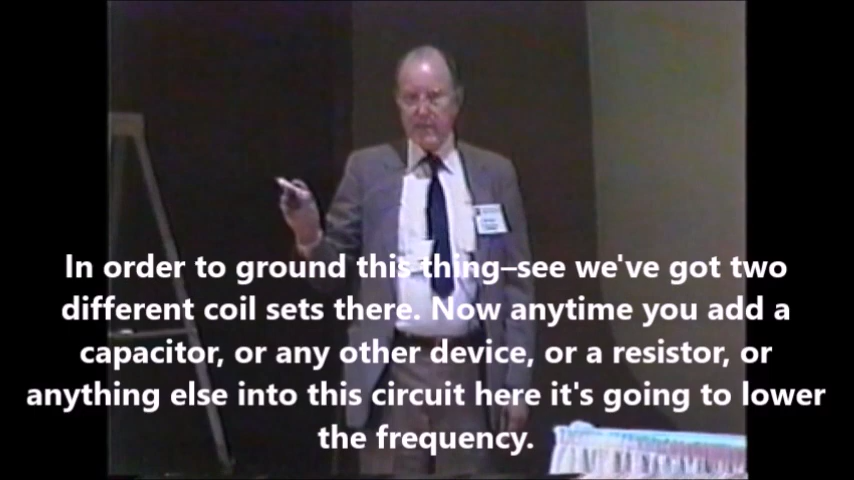 In order to ground this thing–see we've got two
different coil sets there. Now anytime you add a
capacitor, or any other device, or a resistor, or
anything else into this circuit here it's going to lower
the frequency.